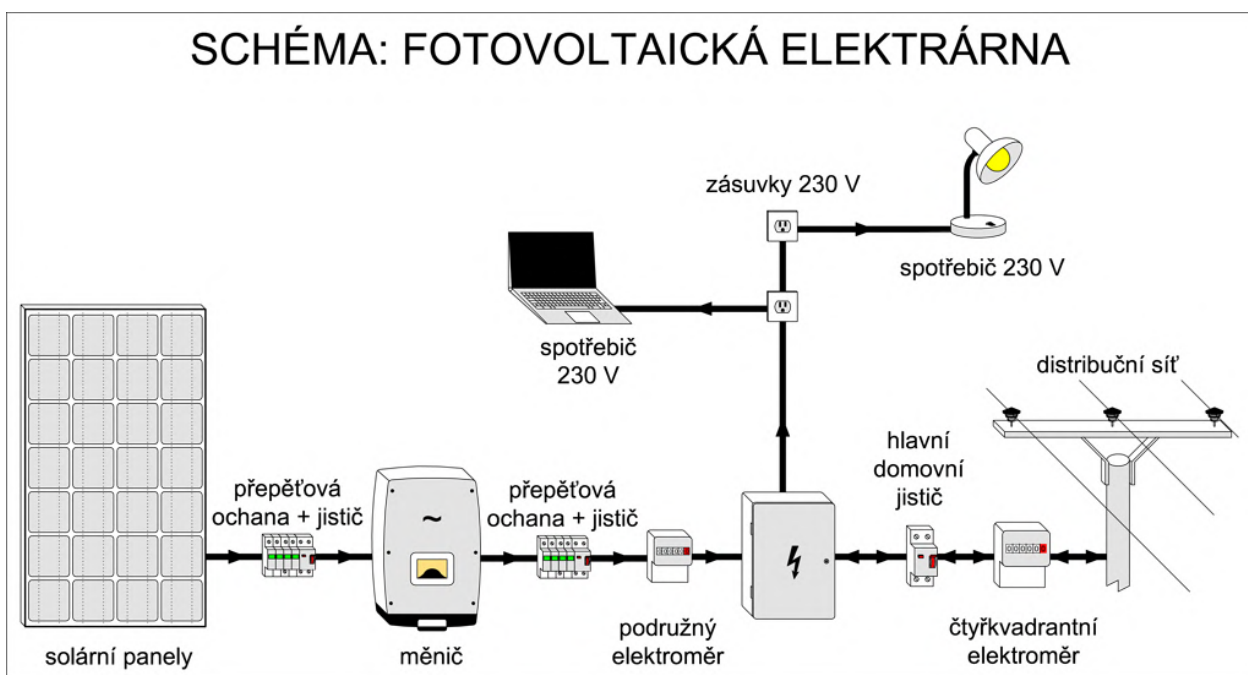 SCHÉMA: FOTOVOLTAICKÁ ELEKTRÁRNA
zásuvky 230 V
spotřebič 230 V
spotřebič
230 V
distribuční síť
hlavní
domovní
jistič
přepěťová
ochana + jistič
přepěťová
ochana + jistič
~
00000
solární panely
měnič
podružný
elektroměr
čtyřkvadrantní
elektroměr